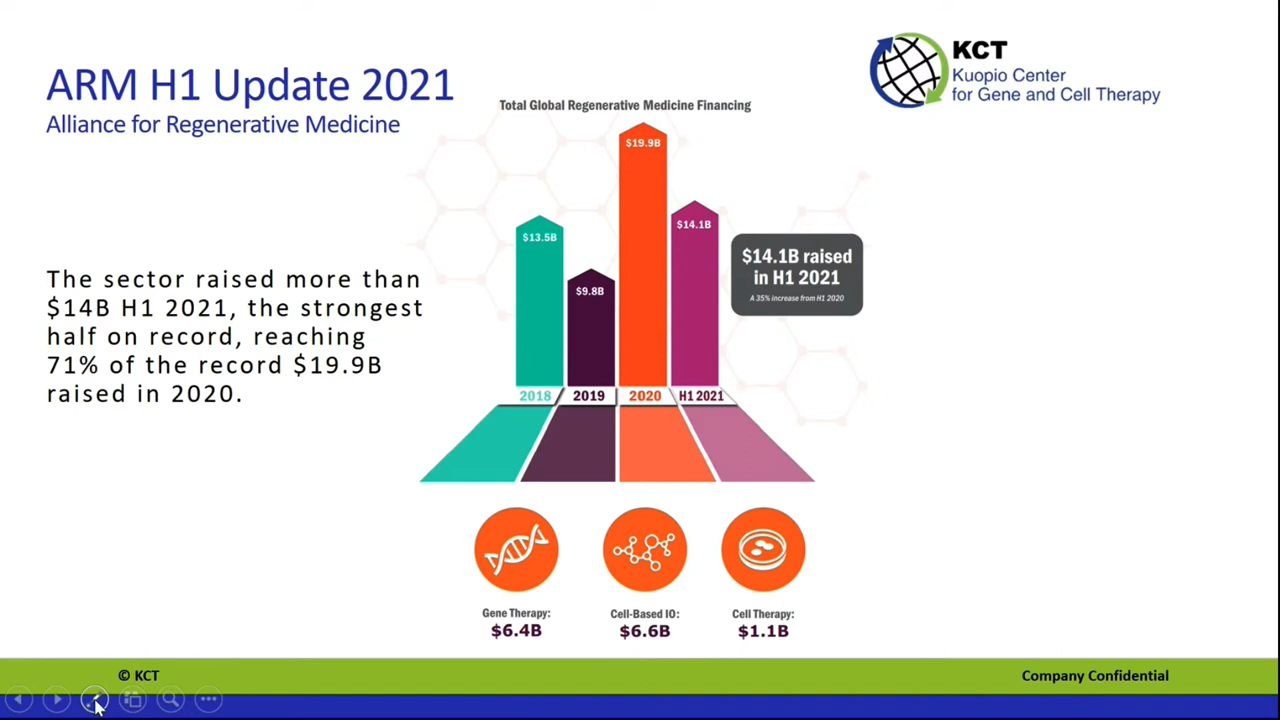 ARM H1 Update 2021
Alliance for Regenerative Medicine
KCT
Kuopio Center
for Gene and Cell Therapy
Total Global Regenerative Medicine Financing
$19.9B
$13.5B
$14.1B
$9.8B
$14.1B raised
in H1 2021
A 35% increase from H1 2020
The sector raised more than
$14B H1 2021, the strongest
half on record, reaching
71% of the record $19.9B
raised in 2020.
2018 2019 2020 H1 2021
Gene Therapy: Cell-Based IO: Cell Therapy:
$6.4B $6.6B $1.1B
© KCT Company Confidential